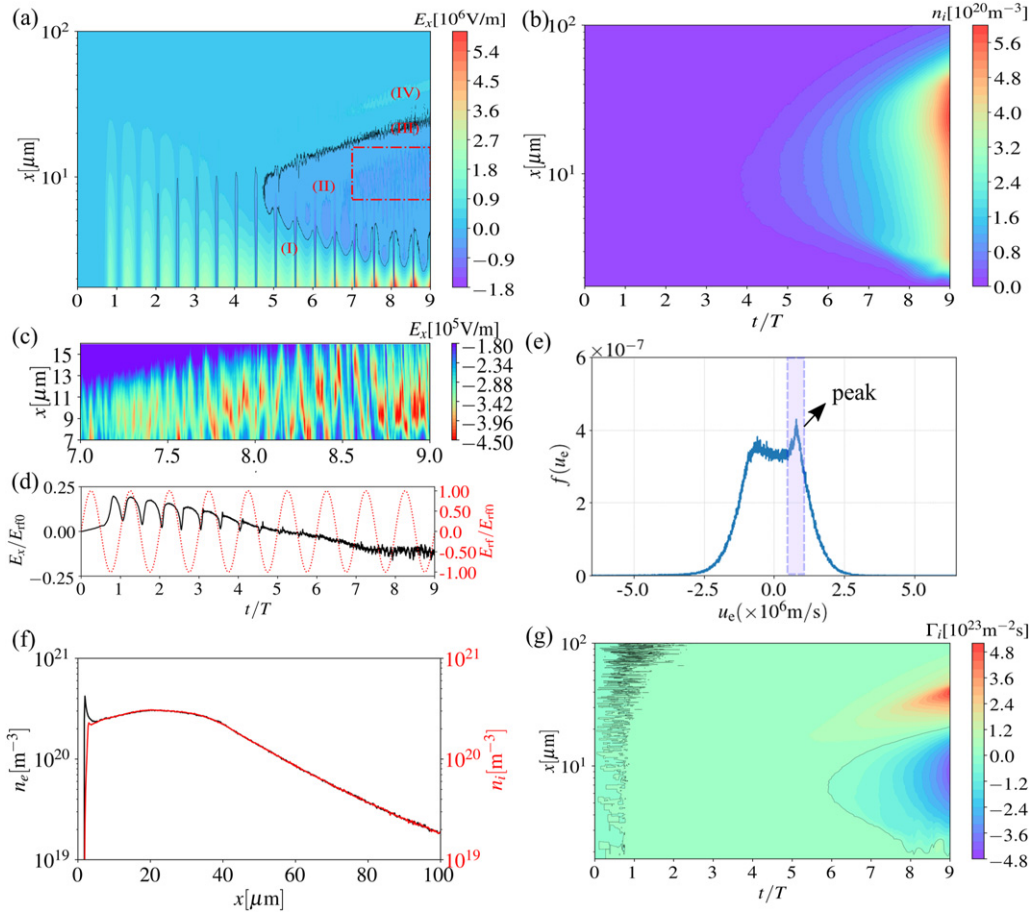 (a)
E_x[10^6V/m]
10^2
x[μm]
10^1
(I)
(II)
(III)
(IV)
0 1 2 3 4 5 6 7 8 9
5.4
4.5
3.6
2.7
1.8
0.9
0.0
−0.9
−1.8
(b)
n_i[10^20m^−3]
10^2
x[μm]
10^1
0 1 2 3 4 5 6 7 8 9
t/T
5.4
4.8
4.0
3.6
3.0
2.4
1.6
0.8
0.0
(c)
E_x[10^5V/m]
15
13
11
9
7
x[μm]
7.0 7.5 8.0 8.5 9.0
−1.80
−2.34
−2.88
−3.42
−3.96
−4.50
(d)
0.25
0.00
−0.25
E_x/E_rf0
1.00
0.50
0.0
−0.50
−1.00
E_rf/E_rf0
0 1 2 3 4 5 6 7 8 9
t/T
(e)
×10^−7
6
4
2
0
f(u_e)
peak
-5.0 −2.5 0.0 2.5 5.0
u_e(×10^6m/s)
(f)
10^21
10^20
10^19
n_e[m^−3]
10^21
10^20
10^19
n_i[m^−3]
0 20 40 60 80 100
x[μm]
(g)
Γ_i[10^23m^−2s]
10^2
x[μm]
10^1
0 1 2 3 4 5 6 7 8 9
t/T
4.8
3.6
2.4
1.2
0.0
−1.2
−2.4
−3.6
−4.8